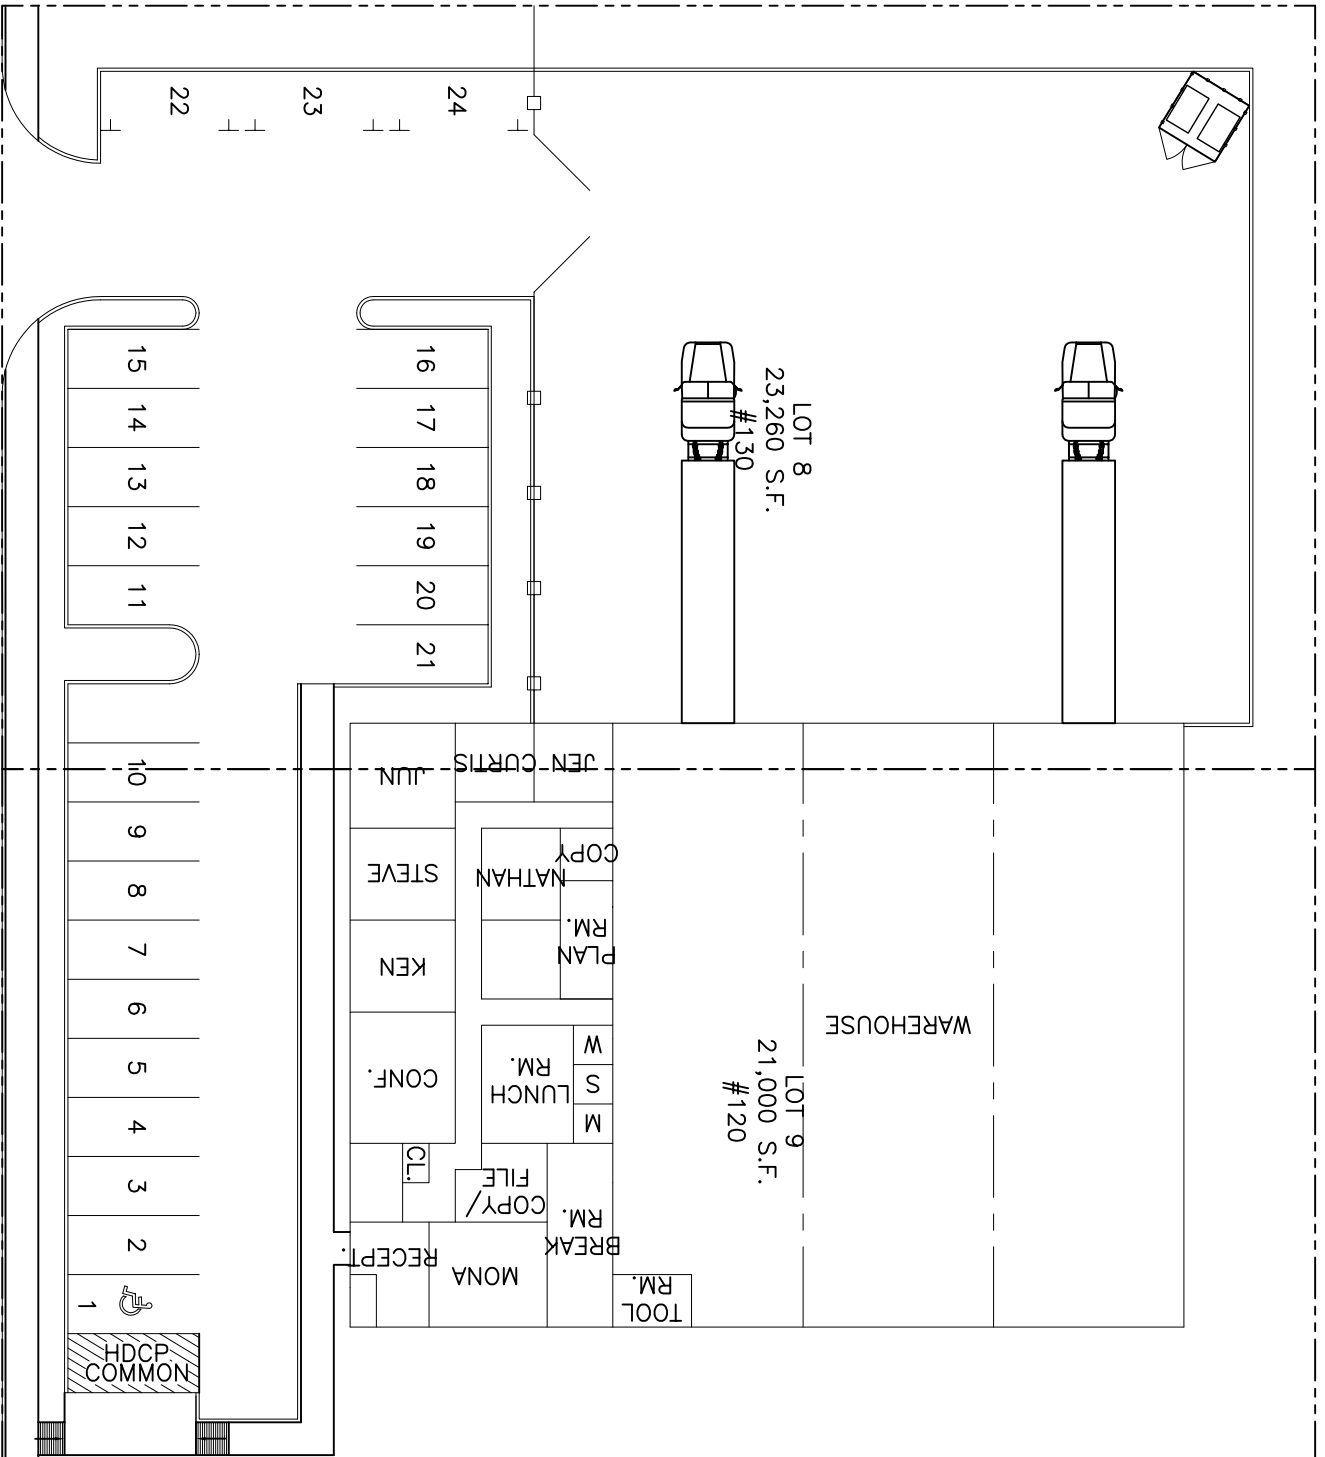 22
23
24
15
14
13
12
11
16
17
18
19
20
21
LOT 8
23,260 S.F.
#130
10
9
8
7
6
5
4
3
2
1
HDCP
COMMON
JUN
JEN CURTIS
STEVE
NATHAN
COPY
KEN
PLAN
RM.
CONF.
LUNCH
RM.
W
S
M
CL.
COPY/
FILE
BREAK
RM.
RECEPT.
MONA
TOOL
RM.
WAREHOUSE
LOT 9
21,000 S.F.
#120